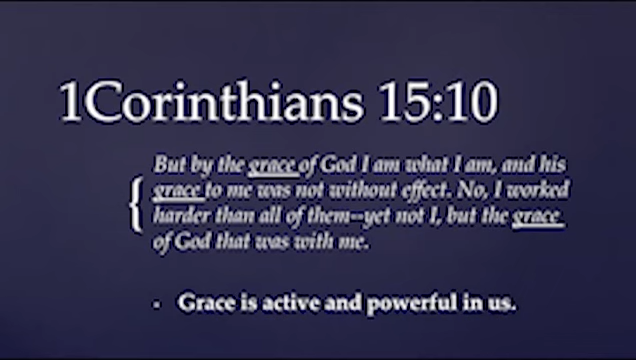 1Corinthians 15:10
But by the grace of God I am what I am, and his
grace to me was not without effect. No, I worked
harder than all of them--yet not I, but the grace
of God that was with me.
• Grace is active and powerful in us.